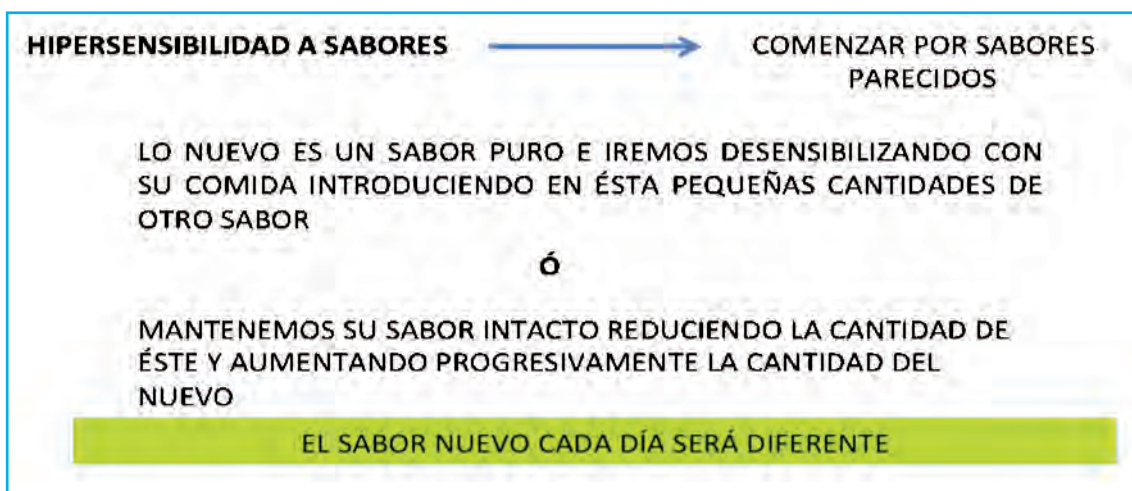 HIPERSENSIBILIDAD A SABORES
COMENZAR POR SABORES
PARECIDOS
LO NUEVO ES UN SABOR PURO E IREMOS DESENSIBILIZANDO CON
SU COMIDA INTRODUCIENDO EN ÉSTA PEQUEÑAS CANTIDADES DE
OTRO SABOR
Ó
MANTENEMOS SU SABOR INTACTO REDUCIENDO LA CANTIDAD DE
ÉSTE Y AUMENTANDO PROGRESIVAMENTE LA CANTIDAD DEL
NUEVO
EL SABOR NUEVO CADA DÍA SERÁ DIFERENTE